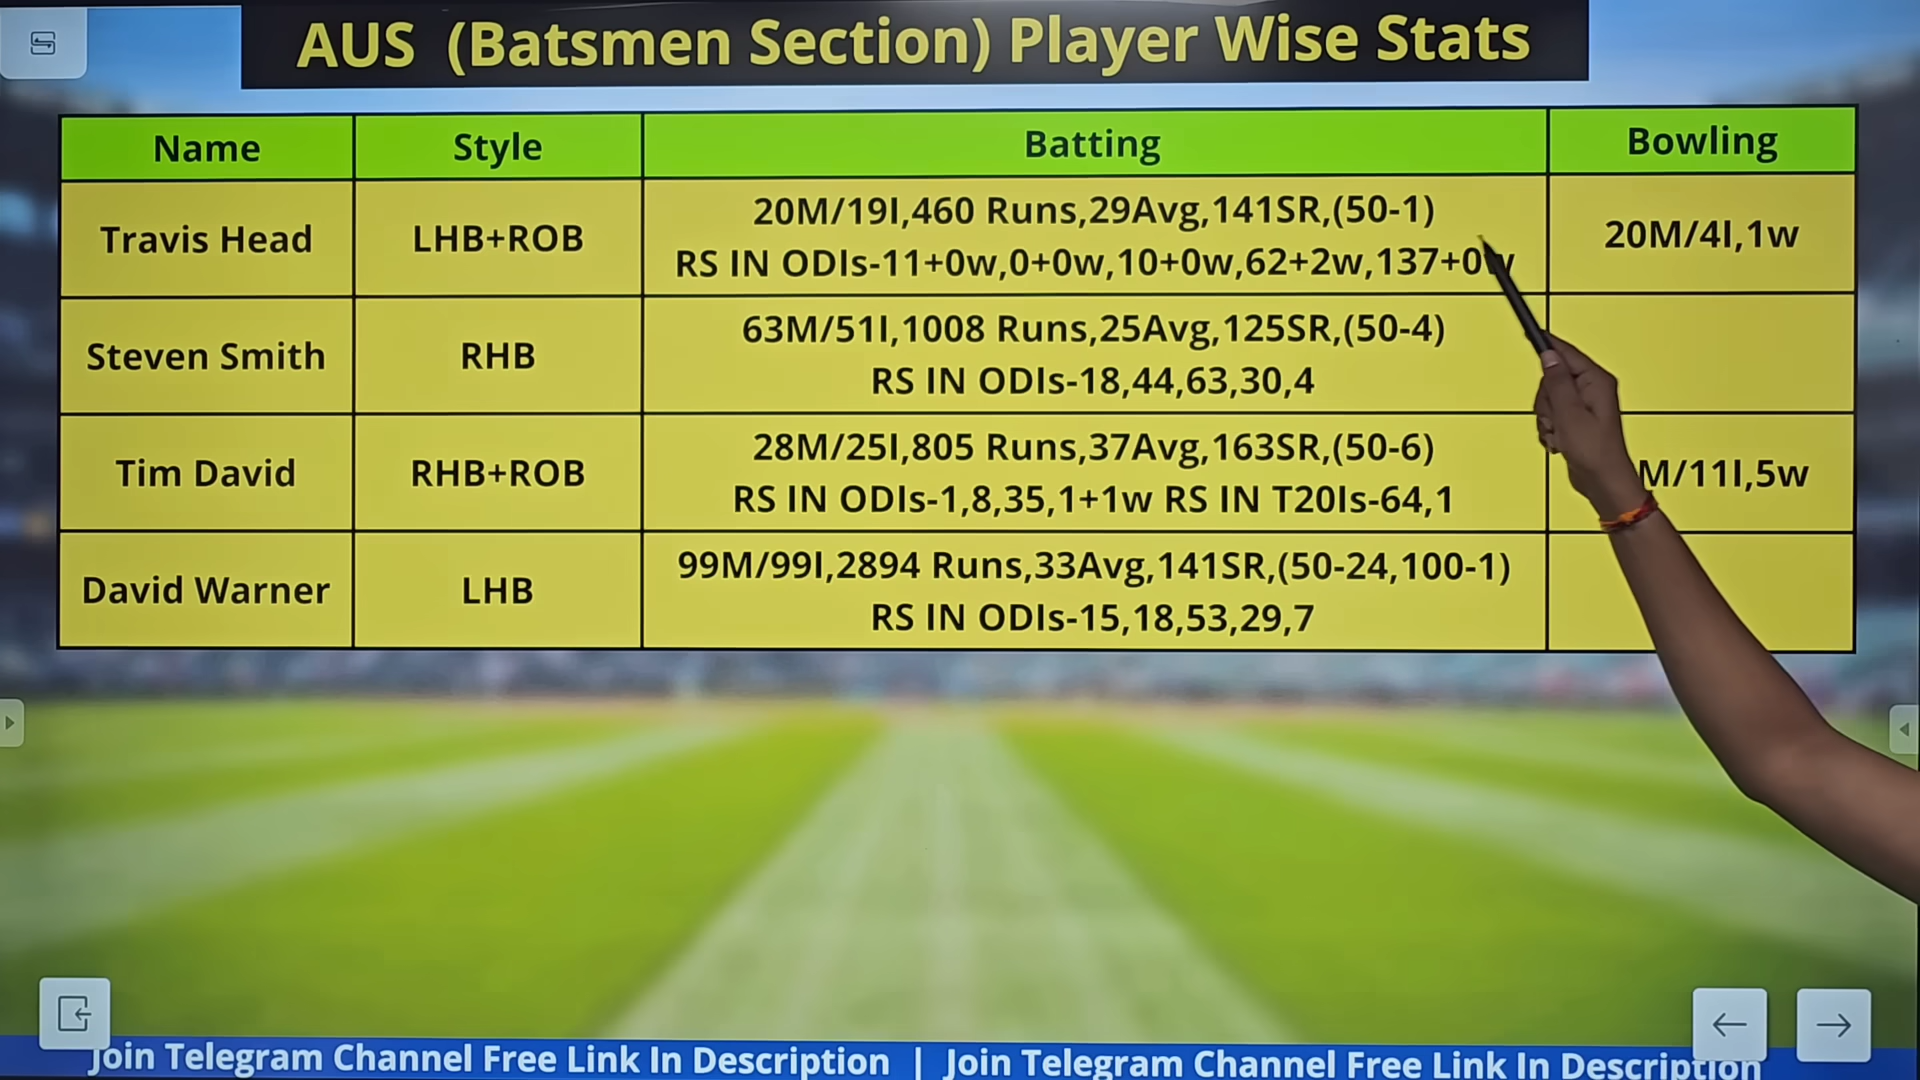 AUS (Batsmen Section) Player Wise Stats
Name Style Batting Bowling
Travis Head LHB+ROB 20M/19I,460 Runs,29Avg,141SR,(50-1) 20M/4I,1w
RS IN ODIs-11+0w,0+0w,10+0w,62+2w,137+0w
Steven Smith RHB 63M/51I,1008 Runs,25Avg,125SR,(50-4)
RS IN ODIs-18,44,63,30,4
Tim David RHB+ROB 28M/25I,805 Runs,37Avg,163SR,(50-6) M/11I,5w
RS IN ODIs-1,8,35,1+1w RS IN T20Is-64,1
David Warner LHB 99M/99I,2894 Runs,33Avg,141SR,(50-24,100-1)
RS IN ODIs-15,18,53,29,7
Join Telegram Channel Free Link In Description | Join Telegram Channel Free Link In Description